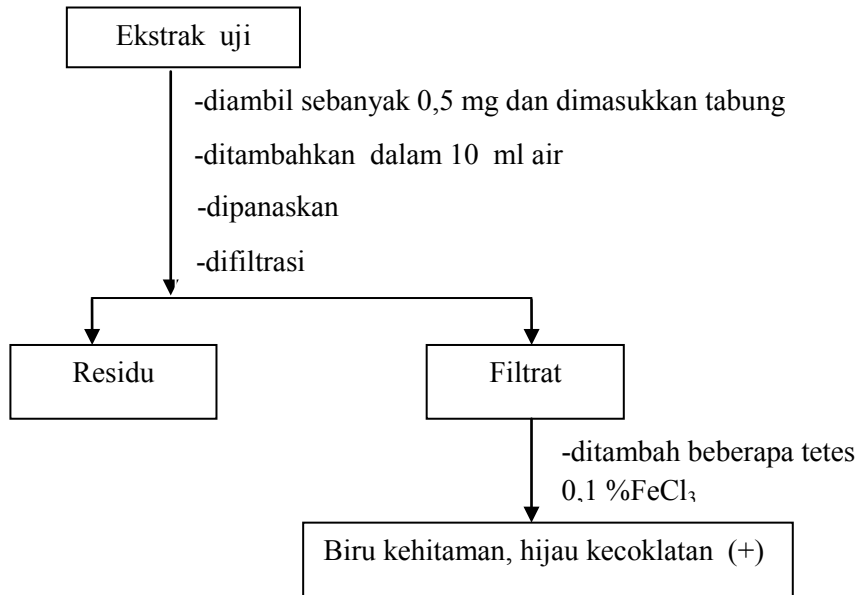 Ekstrak uji
-diambil sebanyak 0,5 mg dan dimasukkan tabung
-ditambahkan dalam 10 ml air
-dipanaskan
-difiltrasi
Residu
Filtrat
-ditambah beberapa tetes
0,1 %FeCl₃
Biru kehitaman, hijau kecoklatan (+)